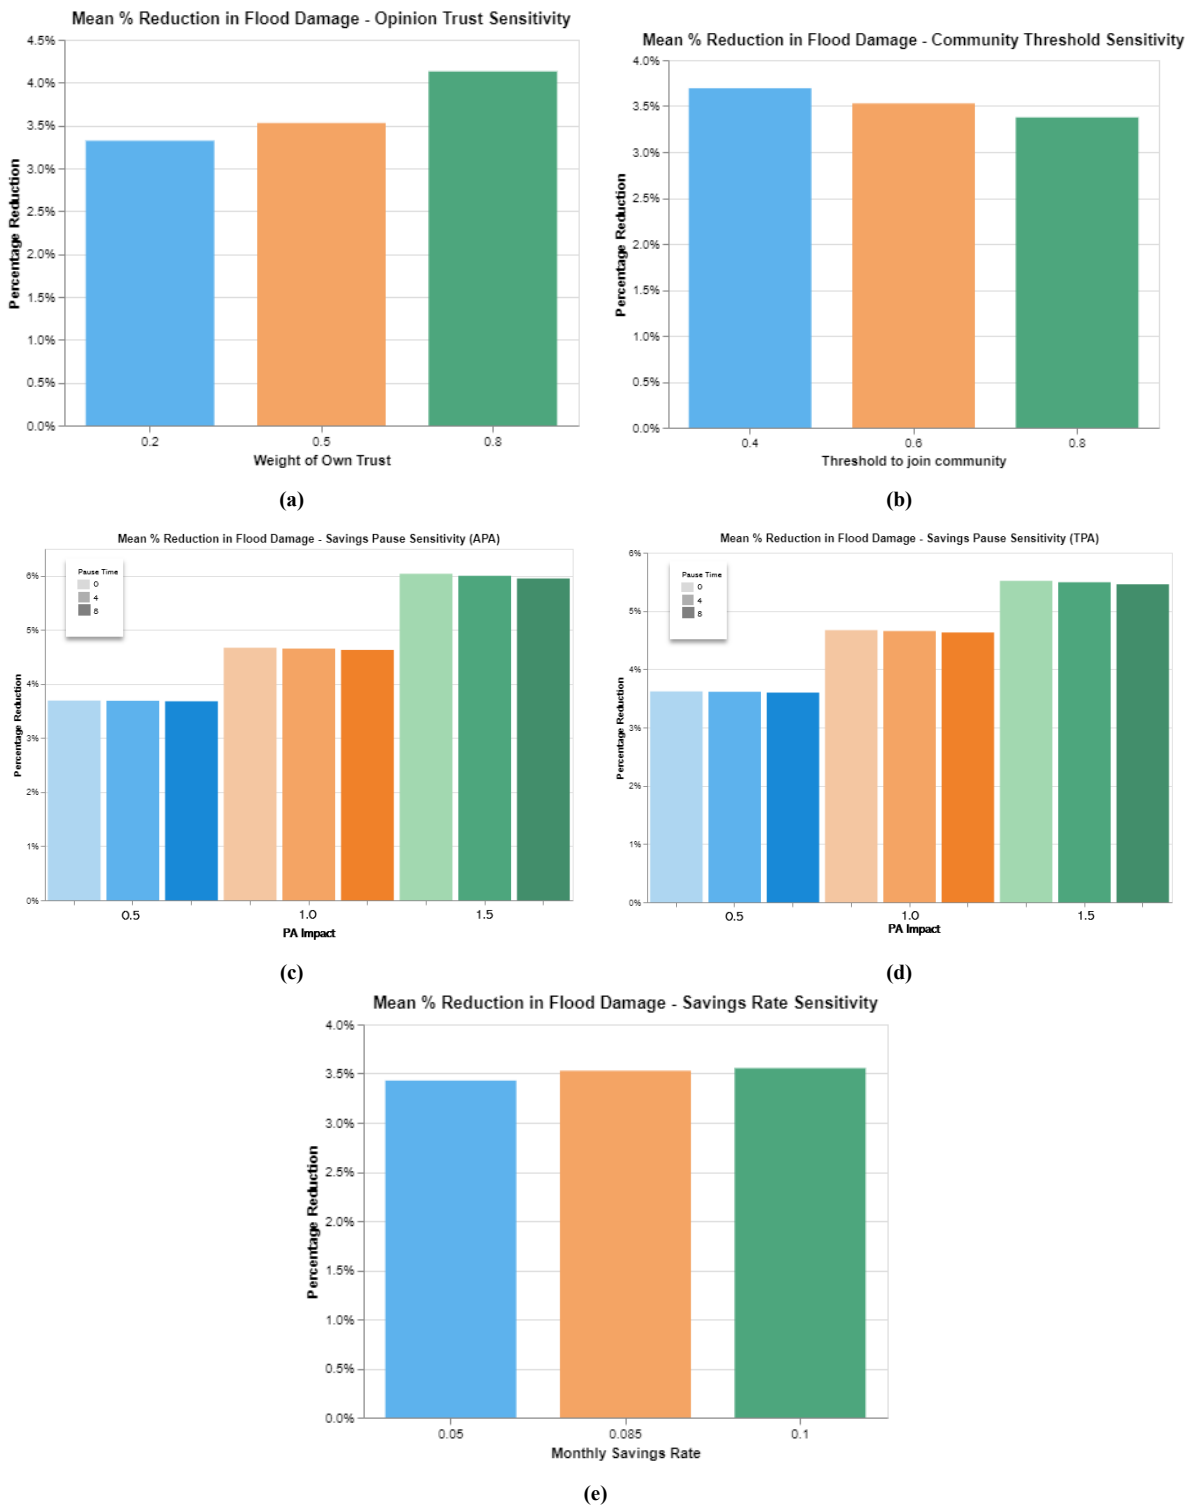 Mean % Reduction in Flood Damage - Opinion Trust Sensitivity
4.5%
4.0%
3.5%
3.0%
2.5%
2.0%
1.5%
1.0%
0.5%
0.0%
Percentage Reduction
0.2
0.5
0.8
Weight of Own Trust
(a)
Mean % Reduction in Flood Damage - Community Threshold Sensitivity
4.0%
3.5%
3.0%
2.5%
2.0%
1.5%
1.0%
0.5%
0.0%
Percentage Reduction
0.4
0.6
0.8
Threshold to join community
(b)
Mean % Reduction in Flood Damage - Savings Pause Sensitivity (APA)
Pause Time
0
4
8
6%
5%
4%
3%
2%
1%
0%
Percentage Reduction
0.5
1.0
1.5
PA Impact
(c)
Mean % Reduction in Flood Damage - Savings Pause Sensitivity (TPA)
Pause Time
0
4
8
6%
5%
4%
3%
2%
1%
0%
Percentage Reduction
0.5
1.0
1.5
PA Impact
(d)
Mean % Reduction in Flood Damage - Savings Rate Sensitivity
4.0%
3.5%
3.0%
2.5%
2.0%
1.5%
1.0%
0.5%
0.0%
Percentage Reduction
0.05
0.085
0.1
Monthly Savings Rate
(e)